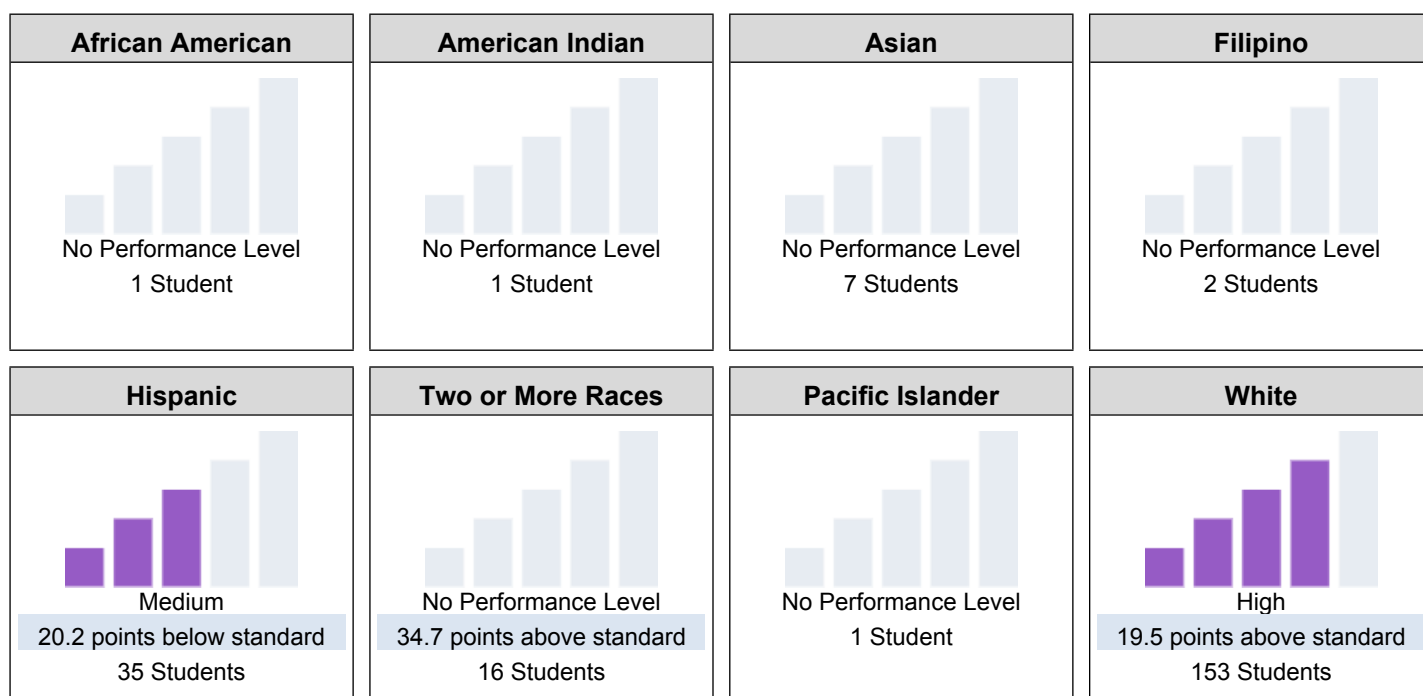 African American
No Performance Level
1 Student
American Indian
No Performance Level
1 Student
Asian
No Performance Level
7 Students
Filipino
No Performance Level
2 Students
Hispanic
Medium
20.2 points below standard
35 Students
Two or More Races
No Performance Level
34.7 points above standard
16 Students
Pacific Islander
No Performance Level
1 Student
White
High
19.5 points above standard
153 Students